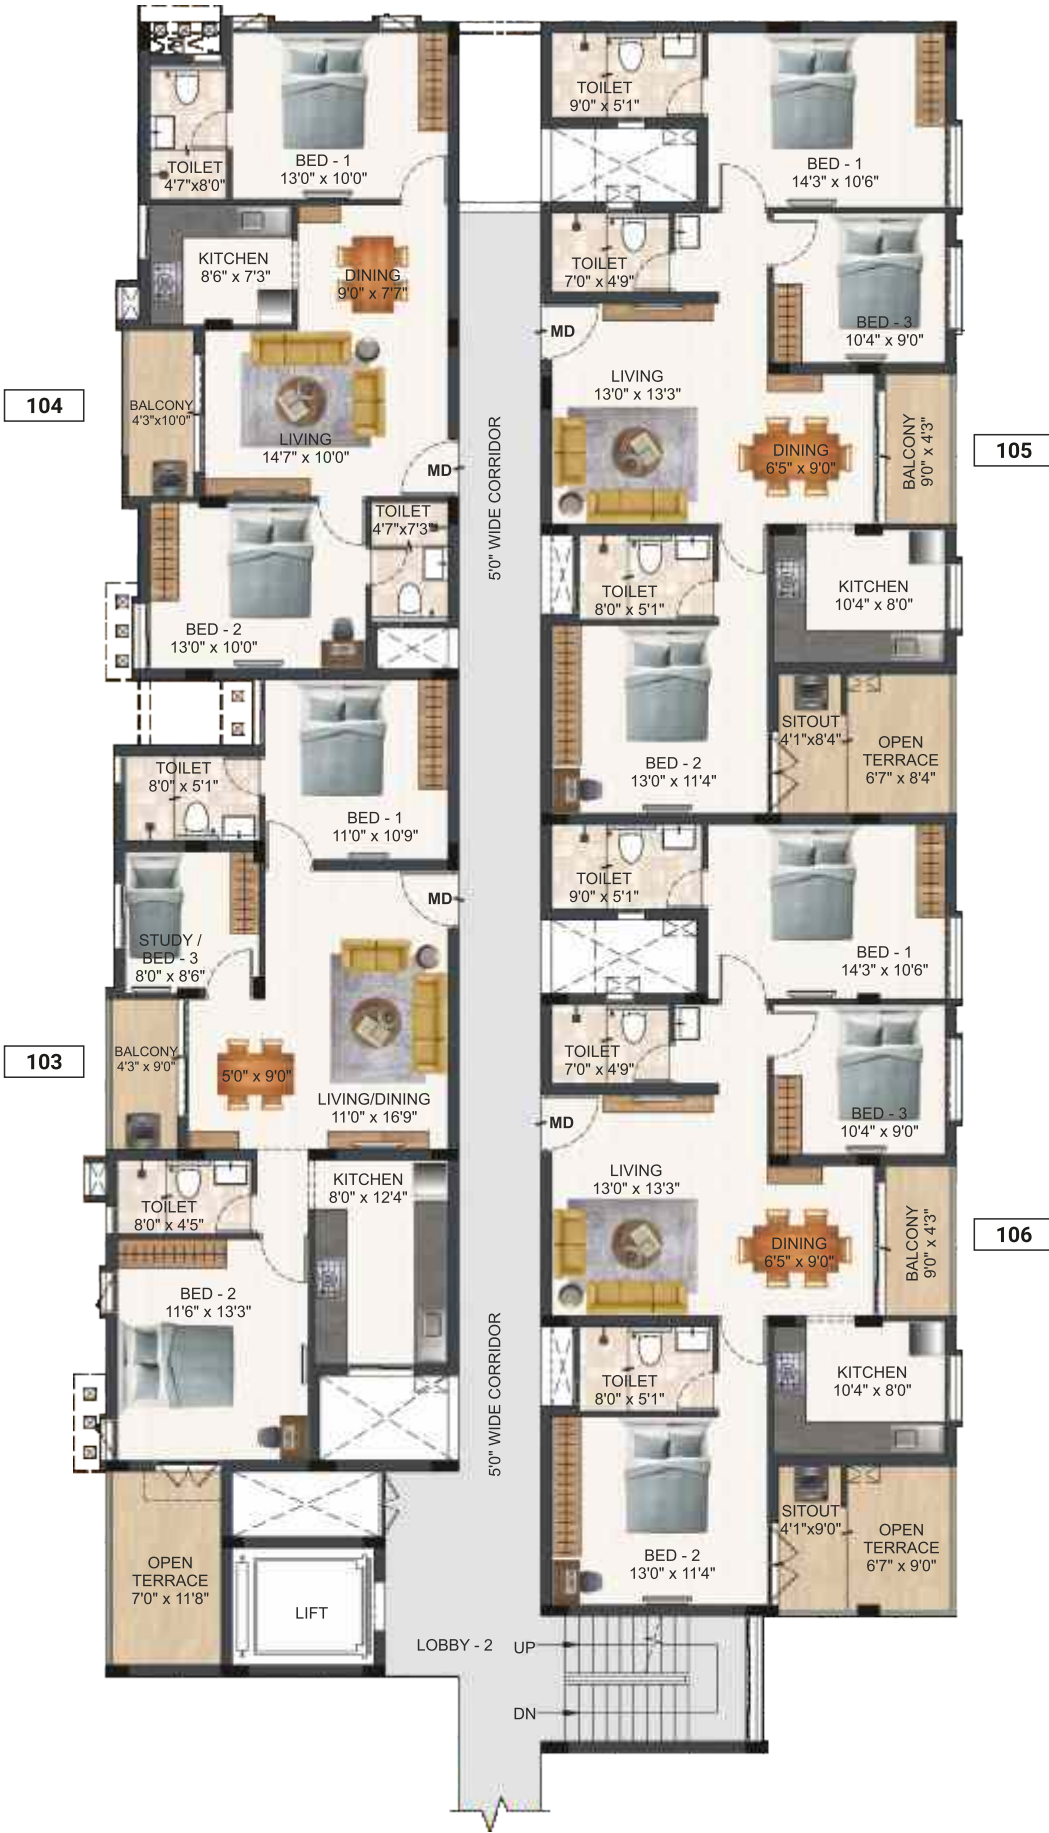 TOILET
4'7"x8'0"
BED - 1
13'0" x 10'0"
KITCHEN
8'6" x 7'3"
DINING
9'0" x 7'7"
104
BALCONY
4'3"x10'0"
LIVING
14'7" x 10'0"
MD
TOILET
4'7"x7'3"
BED - 2
13'0" x 10'0"
TOILET
8'0" x 5'1"
BED - 1
11'0" x 10'9"
MD
STUDY /
BED - 3
8'0" x 8'6"
103
BALCONY
4'3" x 9'0"
5'0" x 9'0"
LIVING/DINING
11'0" x 16'9"
KITCHEN
8'0" x 12'4"
TOILET
8'0" x 4'5"
BED - 2
11'6" x 13'3"
OPEN
TERRACE
7'0" x 11'8"
LIFT
LOBBY - 2
UP
DN
5'0" WIDE CORRIDOR
5'0" WIDE CORRIDOR
TOILET
9'0" x 5'1"
BED - 1
14'3" x 10'6"
TOILET
7'0" x 4'9"
BED - 3
10'4" x 9'0"
MD
LIVING
13'0" x 13'3"
DINING
6'5" x 9'0"
BALCONY
9'0" x 4'3"
105
TOILET
8'0" x 5'1"
KITCHEN
10'4" x 8'0"
BED - 2
13'0" x 11'4"
SITOUT
4'1"x8'4"
OPEN
TERRACE
6'7" x 8'4"
TOILET
9'0" x 5'1"
BED - 1
14'3" x 10'6"
TOILET
7'0" x 4'9"
BED - 3
10'4" x 9'0"
MD
LIVING
13'0" x 13'3"
DINING
6'5" x 9'0"
BALCONY
9'0" x 4'3"
106
TOILET
8'0" x 5'1"
KITCHEN
10'4" x 8'0"
BED - 2
13'0" x 11'4"
SITOUT
4'1"x9'0"
OPEN
TERRACE
6'7" x 9'0"